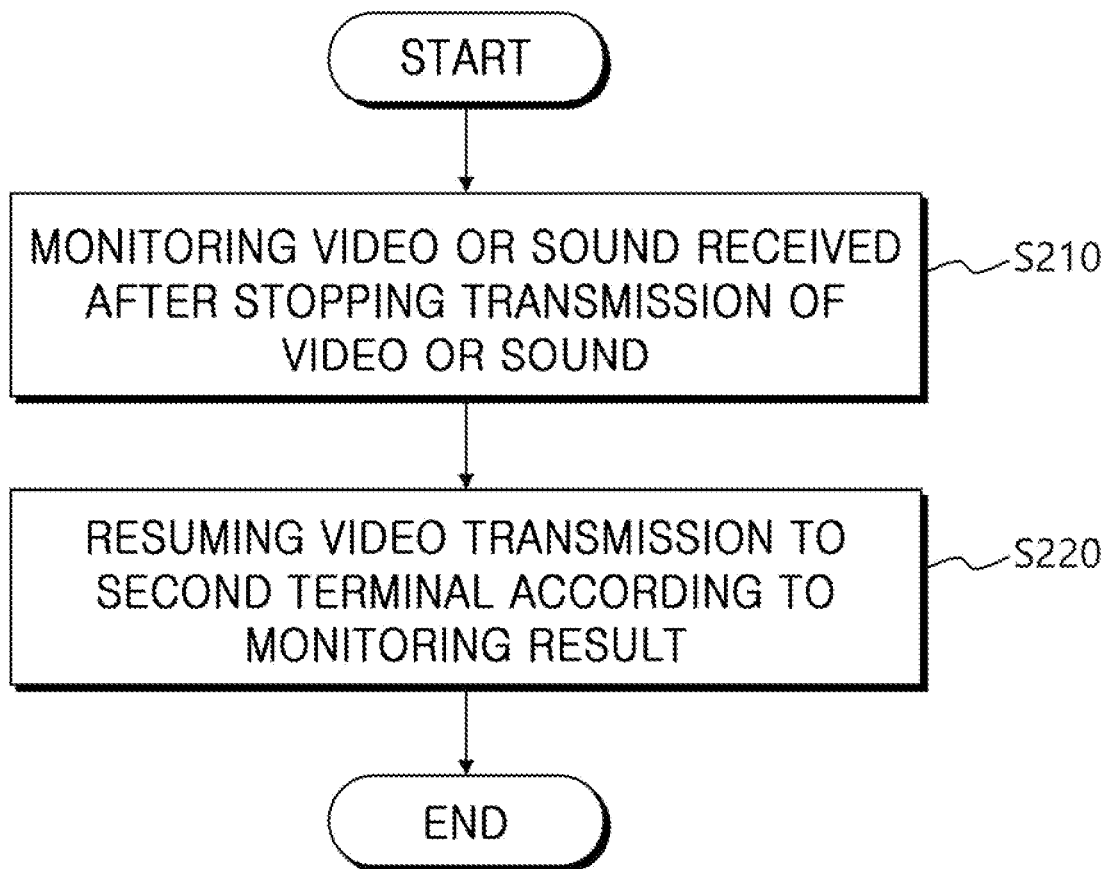 START
MONITORING VIDEO OR SOUND RECEIVED
AFTER STOPPING TRANSMISSION OF
VIDEO OR SOUND
S210
RESUMING VIDEO TRANSMISSION TO
SECOND TERMINAL ACCORDING TO
MONITORING RESULT
S220
END